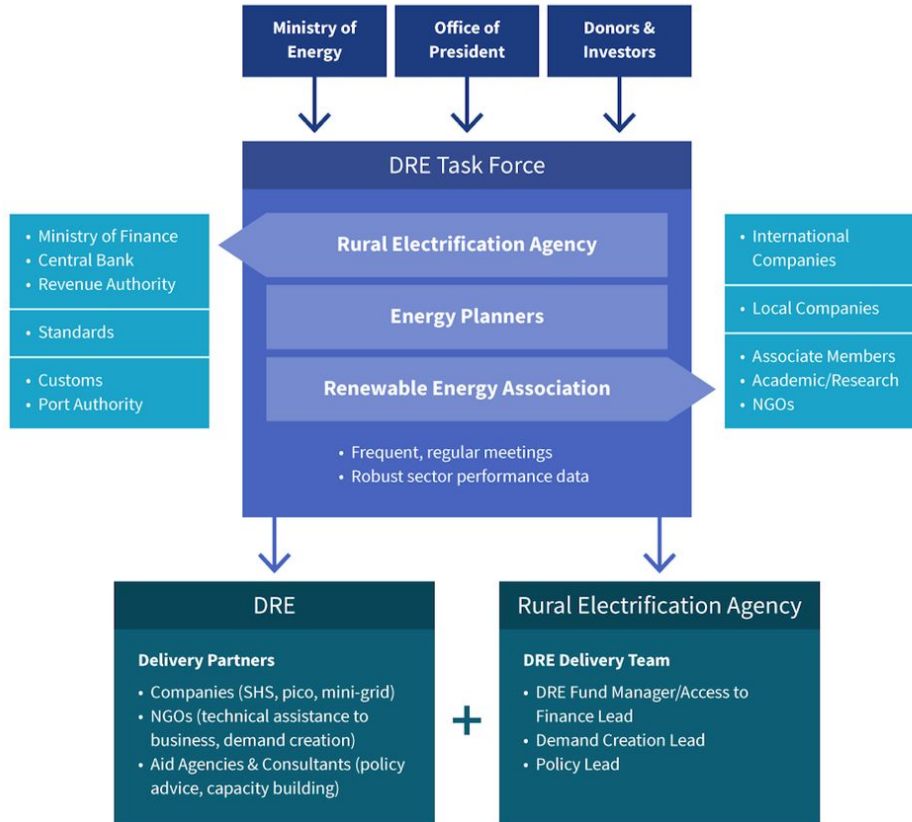 Ministry of
Energy
Office of
President
Donors &
Investors
DRE Task Force
• Ministry of Finance
• Central Bank
• Revenue Authority
• Standards
• Customs
• Port Authority
Rural Electrification Agency
Energy Planners
Renewable Energy Association
• Frequent, regular meetings
• Robust sector performance data
• International
Companies
• Local Companies
• Associate Members
• Academic/Research
• NGOs
DRE
Delivery Partners
• Companies (SHS, pico, mini-grid)
• NGOs (technical assistance to
business, demand creation)
• Aid Agencies & Consultants (policy
advice, capacity building)
+
Rural Electrification Agency
DRE Delivery Team
• DRE Fund Manager/Access to
Finance Lead
• Demand Creation Lead
• Policy Lead